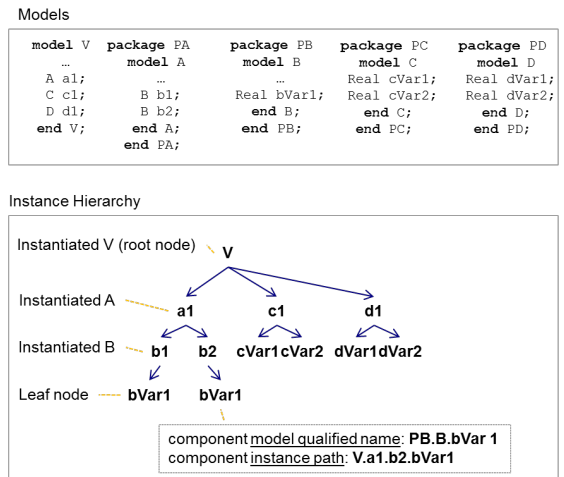 Models
model V package PA package PB package PC package PD
… model A model B model C model D
A a1; … … Real cVar1; Real dVar1;
C c1; B b1; Real bVar1; Real cVar2; Real dVar2;
D d1; B b2; end B; end C; end D;
end V; end A; end PB; end PC; end PD;
end PA;
Instance Hierarchy
Instantiated V (root node) V
Instantiated A a1 c1 d1
Instantiated B b1 b2 cVar1 cVar2 dVar1 dVar2
Leaf node bVar1 bVar1
component model qualified name: PB.B.bVar 1
component instance path: V.a1.b2.bVar1